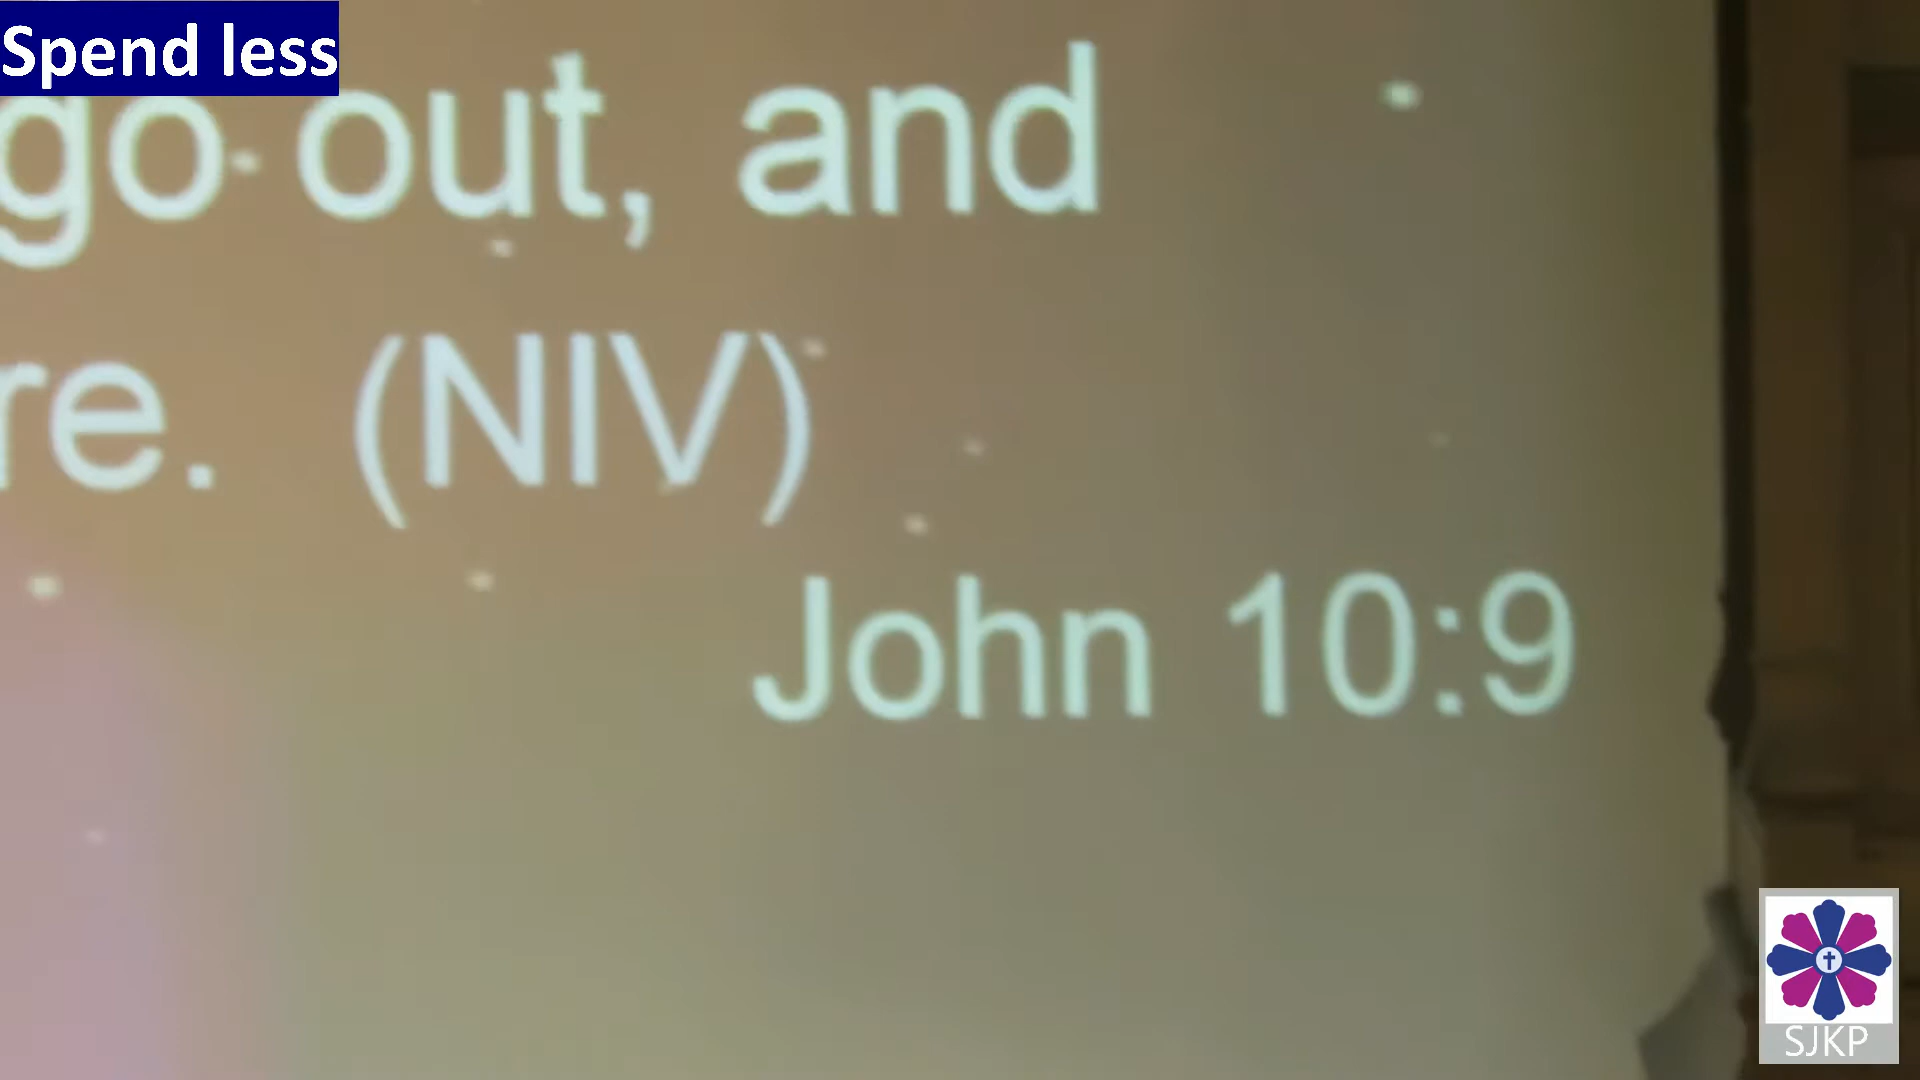 Spend less
go out, and
re. (NIV)
John 10:9
SJKP